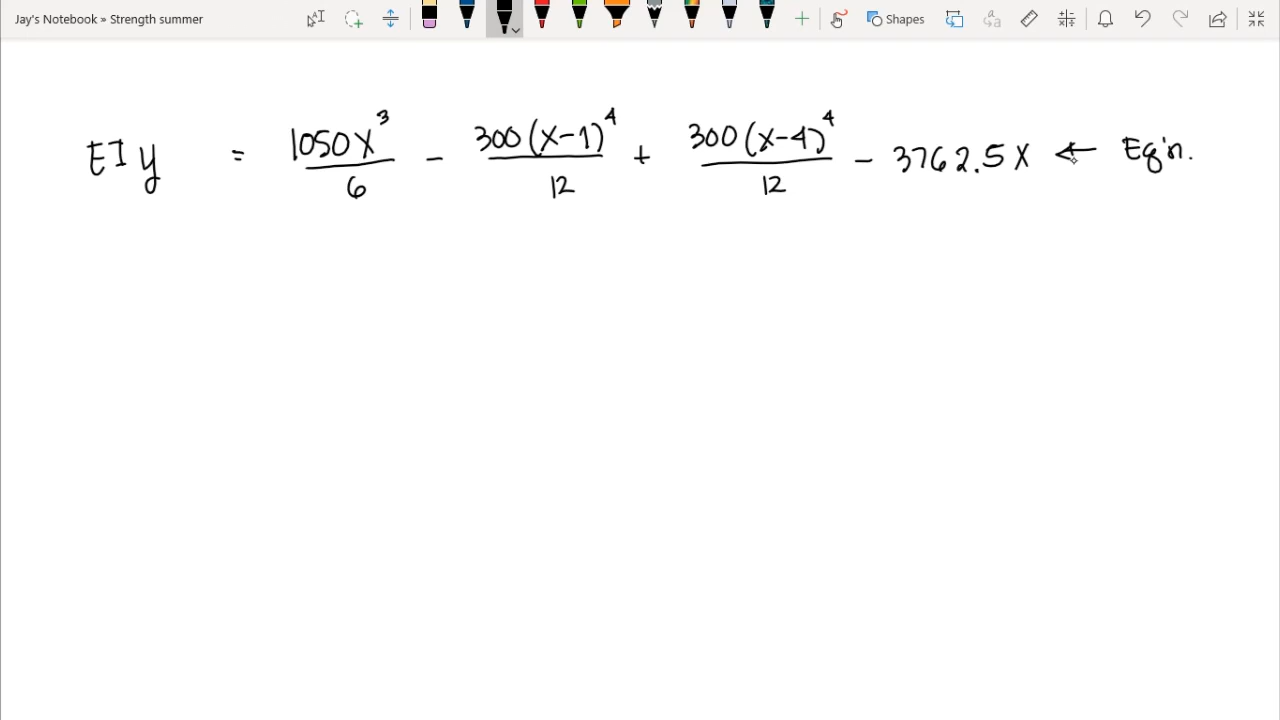 Jay's Notebook » Strength summer
Shapes
EIy = 1050x³/6 - 300(x-1)⁴/12 + 300(x-4)⁴/12 - 3762.5x ← Eq'n.